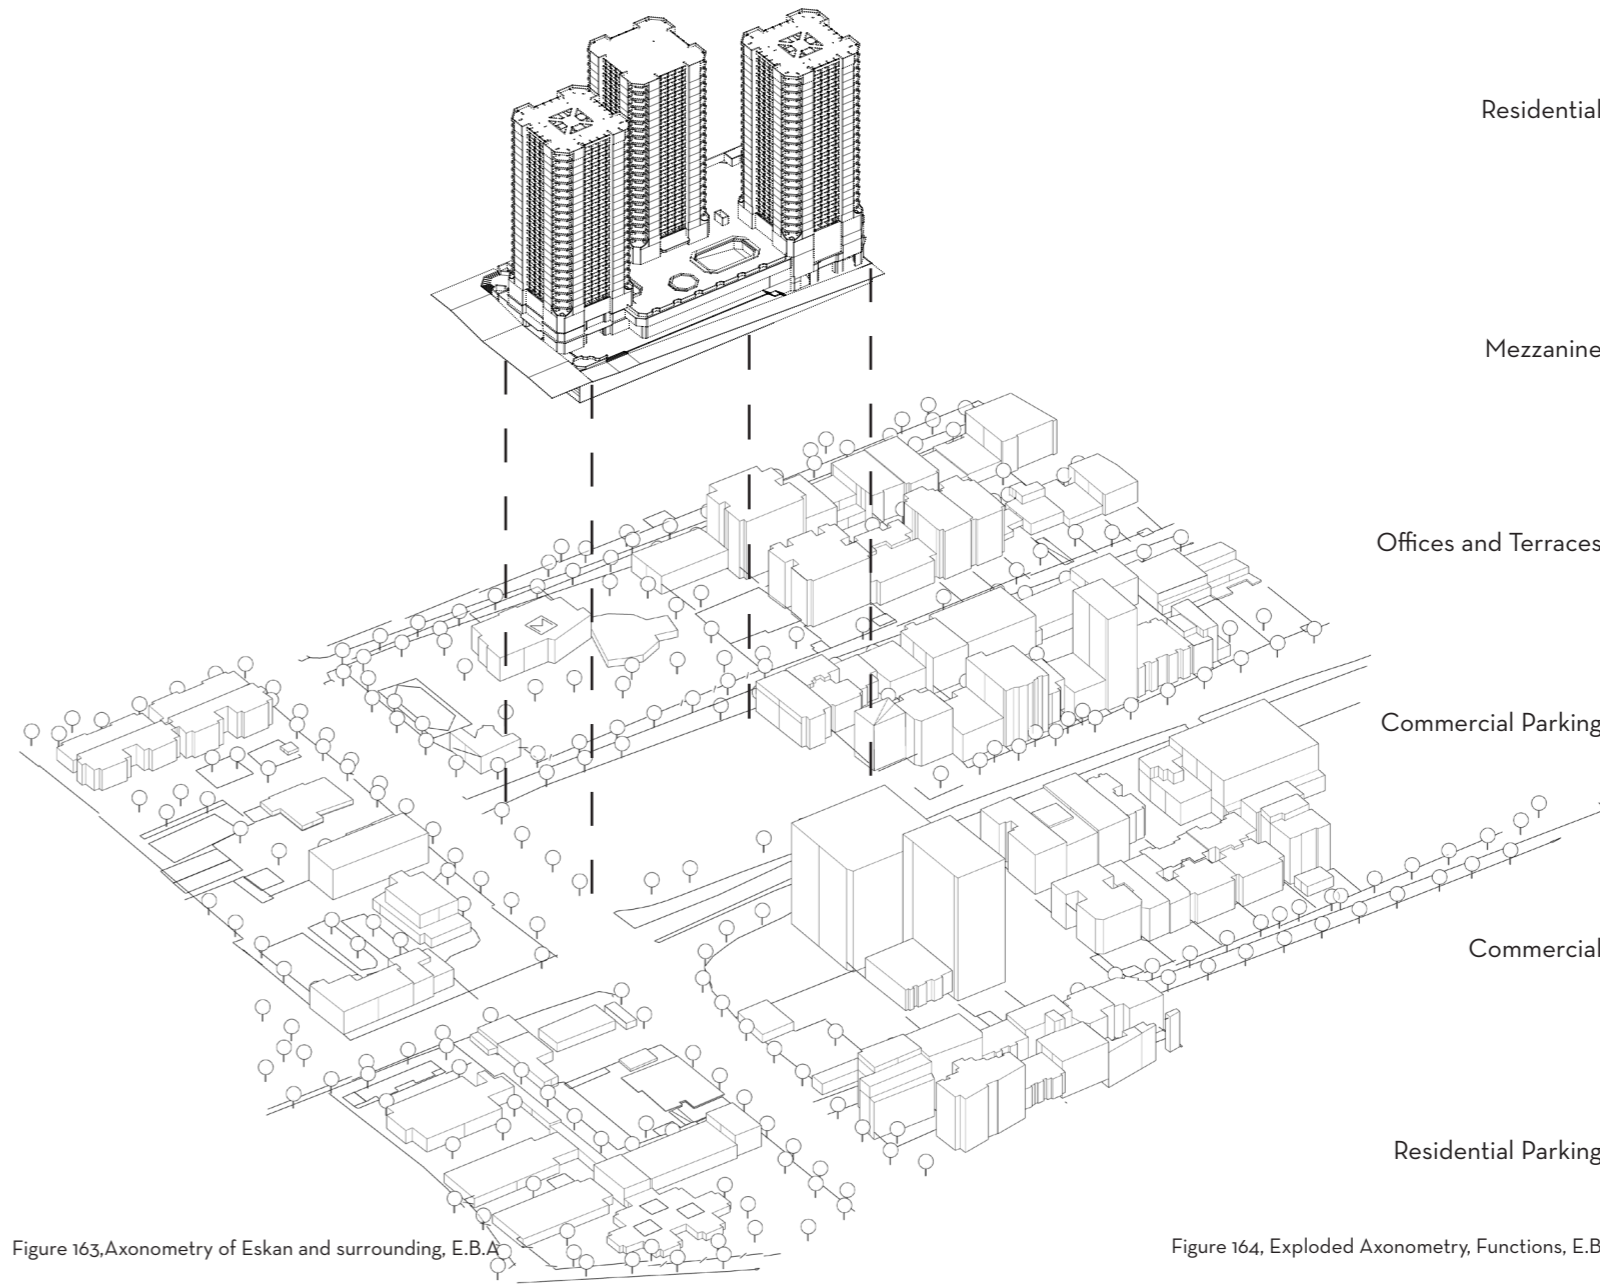 Residential
Mezzanine
Offices and Terraces
Commercial Parking
Commercial
Residential Parking
Figure 163,Axonometry of Eskan and surrounding, E.B.A
Figure 164, Exploded Axonometry, Functions, E.B